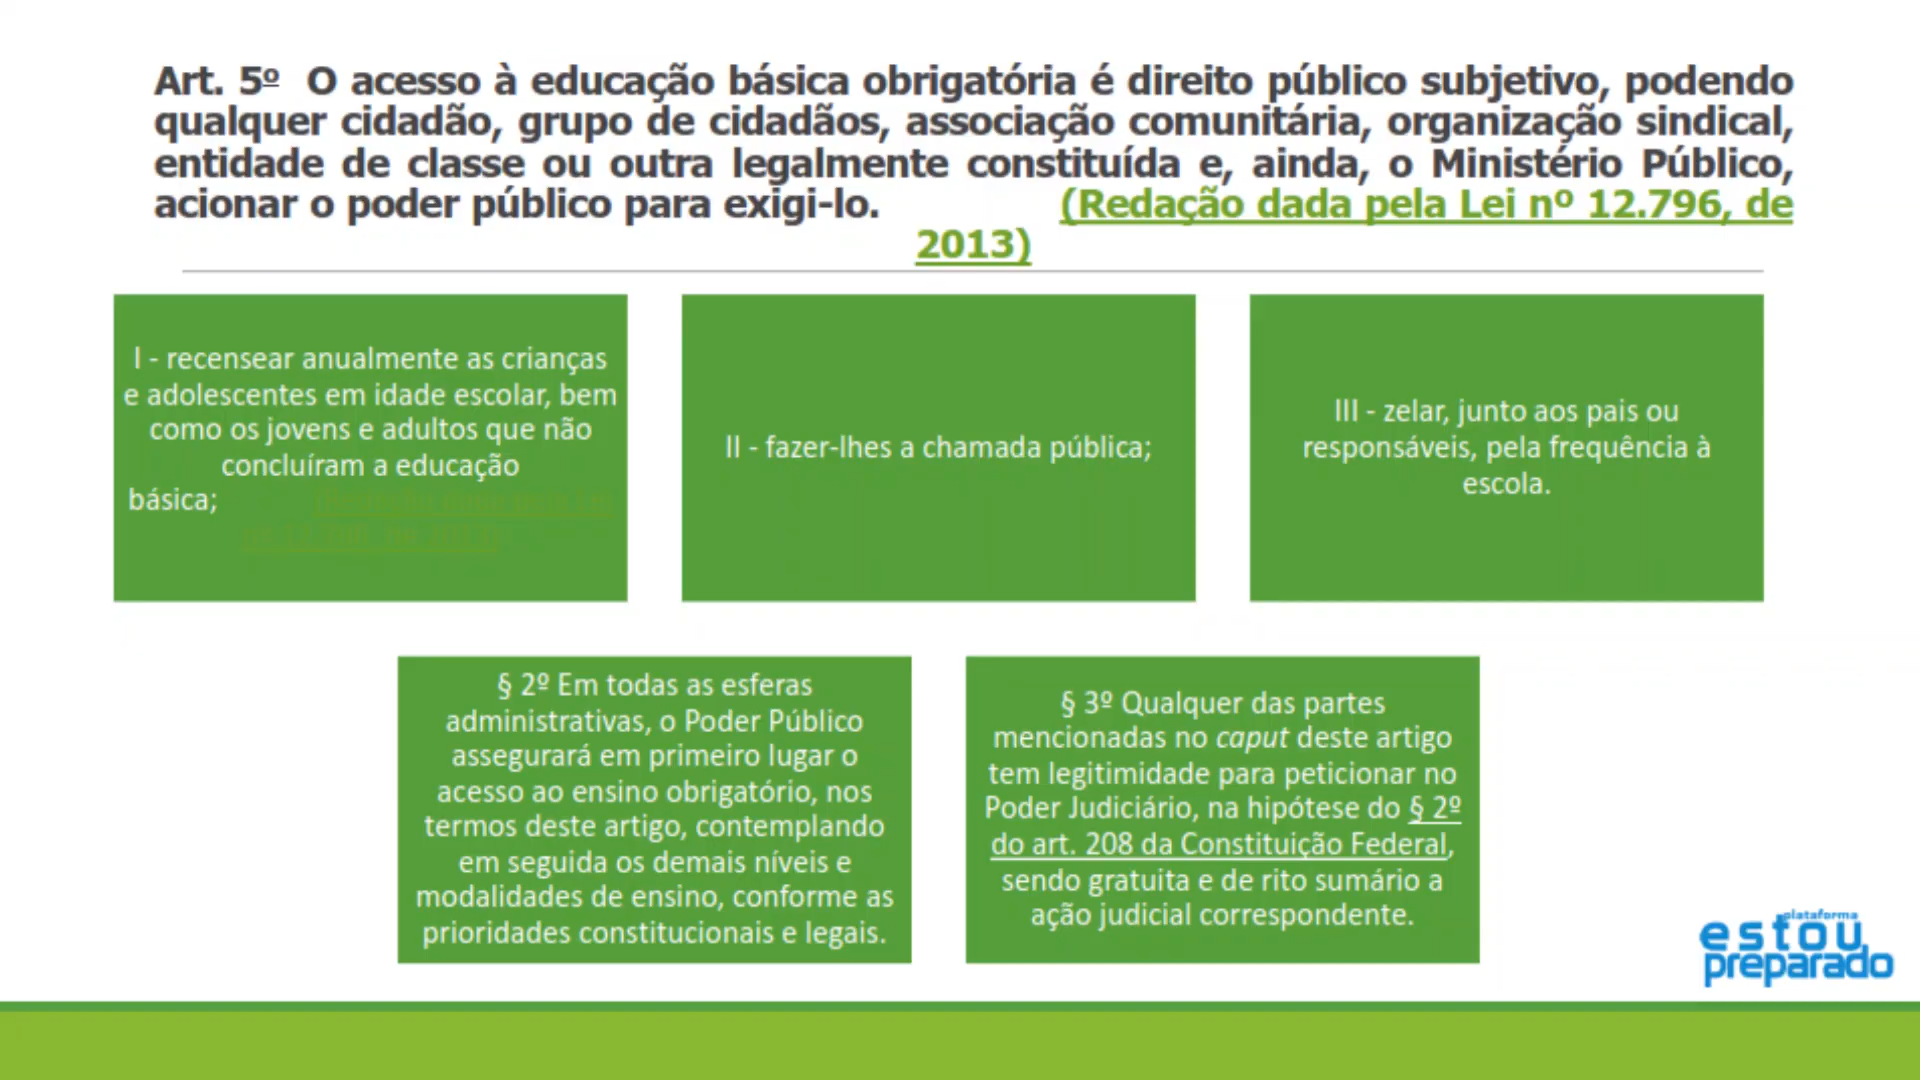 Art. 5º O acesso à educação básica obrigatória é direito público subjetivo, podendo
qualquer cidadão, grupo de cidadãos, associação comunitária, organização sindical,
entidade de classe ou outra legalmente constituída e, ainda, o Ministério Público,
acionar o poder público para exigi-lo. (Redação dada pela Lei nº 12.796, de
2013)
I - recensear anualmente as crianças
e adolescentes em idade escolar, bem
como os jovens e adultos que não
concluíram a educação
básica;
II - fazer-lhes a chamada pública;
III - zelar, junto aos pais ou
responsáveis, pela frequência à
escola.
§ 2º Em todas as esferas
administrativas, o Poder Público
assegurará em primeiro lugar o
acesso ao ensino obrigatório, nos
termos deste artigo, contemplando
em seguida os demais níveis e
modalidades de ensino, conforme as
prioridades constitucionais e legais.
§ 3º Qualquer das partes
mencionadas no caput deste artigo
tem legitimidade para peticionar no
Poder Judiciário, na hipótese do § 2º
do art. 208 da Constituição Federal,
sendo gratuita e de rito sumário a
ação judicial correspondente.
plataforma
estou
preparado